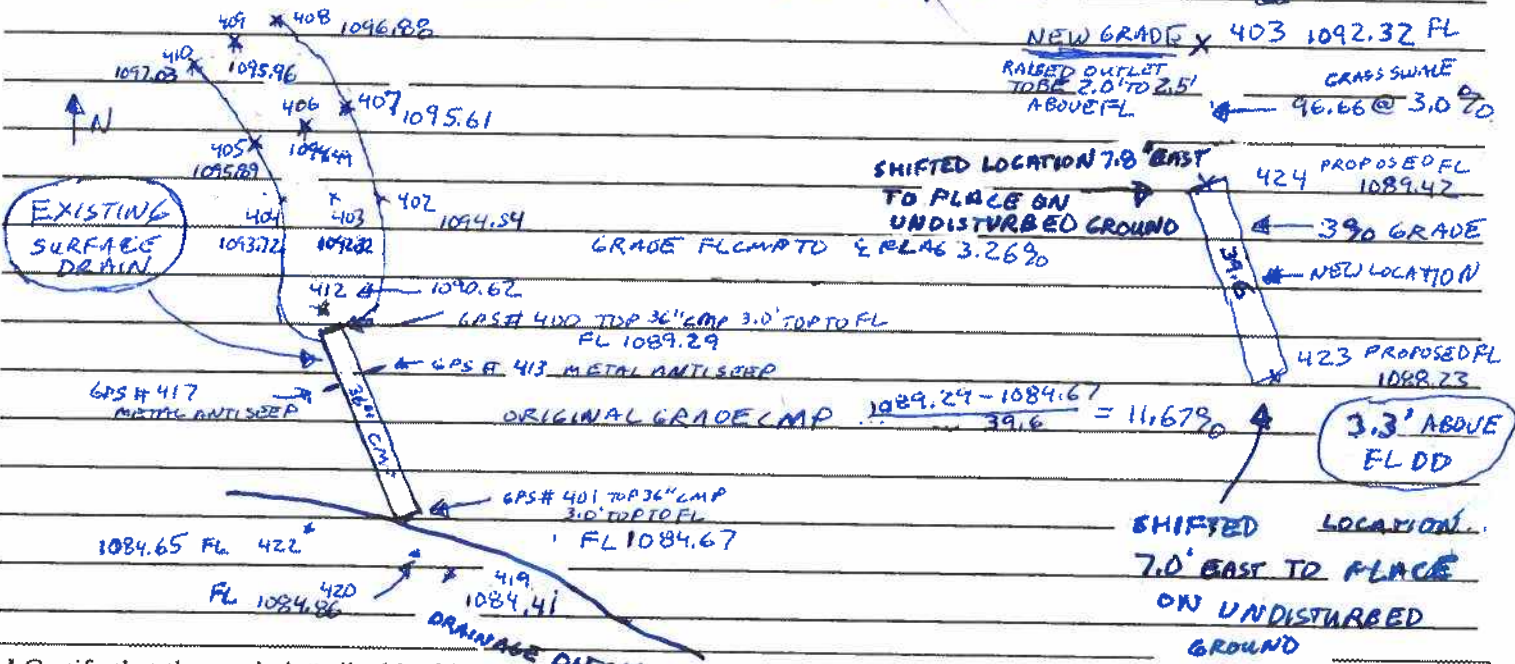 409 408 1096.88
410
1097.03 1095.96
N
406 407 1095.61
405 1094.49
1095.89
404 403 402 1094.54
1093.72 1092.32
EXISTING
SURFACE
DRAIN
412 1090.62
GRADE FLCMP TO 3.26%
GPS# 400 TOP 36" CMP 3.0' TOP TO FL
FL 1089.29
GPS # 413 METAL ANTI SEEP
GPS # 417
METAL ANTISEEP
36"
ORIGINAL GRADE CMP 1089.29 - 1084.67
39.6
= 11.67%
GPS# 401 TOP 36" CMP
3.0' TOP TO FL
FL 1084.67
1084.65 FL 422
FL 420
1084.86
419
1084.41
DRAINAGE
NEW GRADE X 403 1092.32 FL
RAISED OUTLET
TO BE 2.0' TO 2.5'
ABOVE FL
GRASS SWALE
96.66 @ 3.0%
SHIFTED LOCATION 7.8' EAST
TO PLACE ON
UNDISTURBED GROUND
424 PROPOSED FL
1089.42
3% GRADE
39.6
NEW LOCATION
423 PROPOSED FL
1088.23
3.3' ABOVE
FL DD
SHIFTED LOCATION
7.0' EAST TO PLACE
ON UNDISTURBED
GROUND